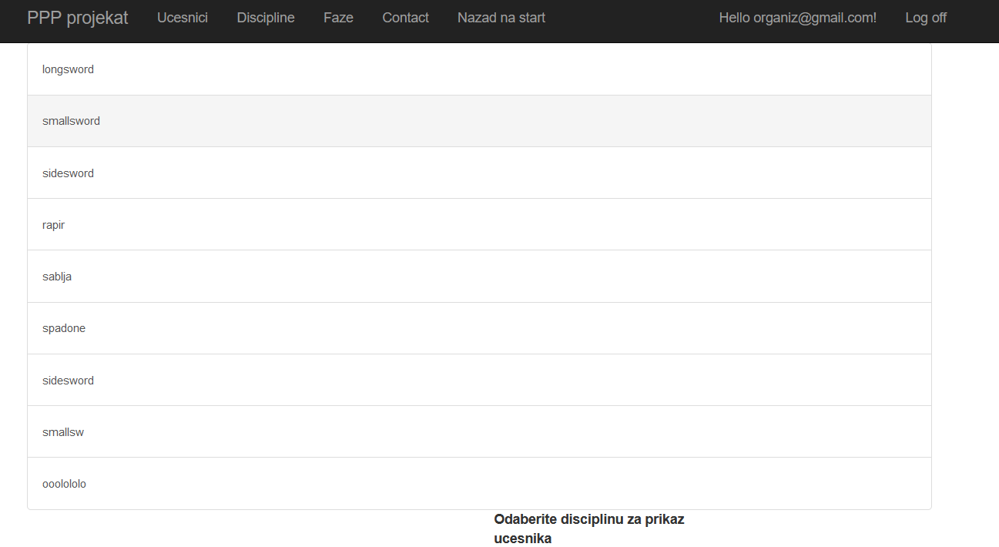 PPP projekat Ucesnici Discipline Faze Contact Nazad na start Hello organiz@gmail.com! Log off
longsword
smallsword
sidesword
rapir
sablja
spadone
sidesword
smallsw
ooolololo
Odaberite disciplinu za prikaz
ucesnika